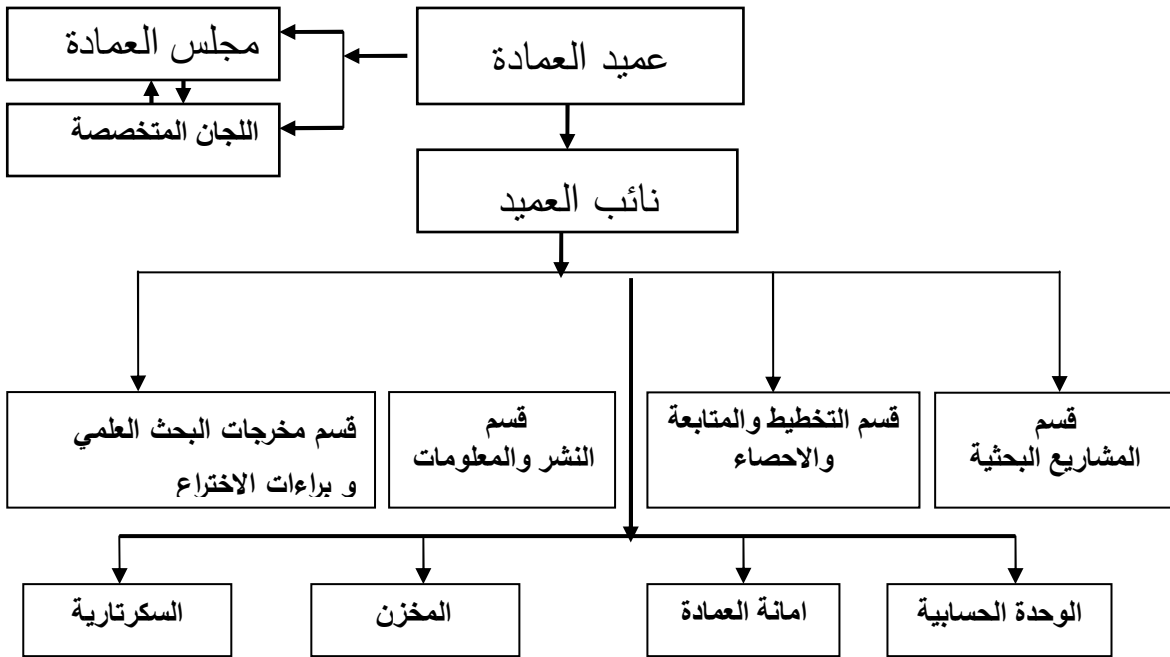 عميد العمادة
مجلس العمادة
اللجان المتخصصة
نائب العميد
قسم
المشاريع البحثية
قسم التخطيط والمتابعة
والاحصاء
قسم
النشر والمعلومات
قسم مخرجات البحث العلمي
و براءات الاختراع
الوحدة الحسابية
امانة العمادة
المخزن
السكرتارية